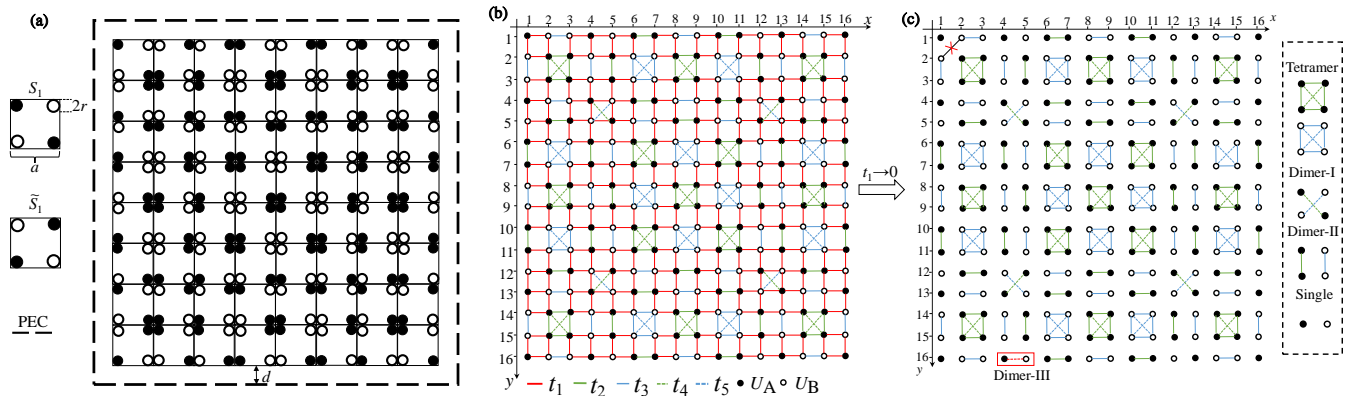 (a)
S₁
2r
a
S̃₁
PEC
d
(b)
1 2 3 4 5 6 7 8 9 10 11 12 13 14 15 16 x
1
2
3
4
5
6
7
8
9
10
11
12
13
14
15
16
y
t₁ t₂ t₃ t₄ t₅ U_A U_B
t₁→0
(c)
1 2 3 4 5 6 7 8 9 10 11 12 13 14 15 16 x
1
2
3
4
5
6
7
8
9
10
11
12
13
14
15
16
y
Dimer-III
Tetramer
Dimer-I
Dimer-II
Single